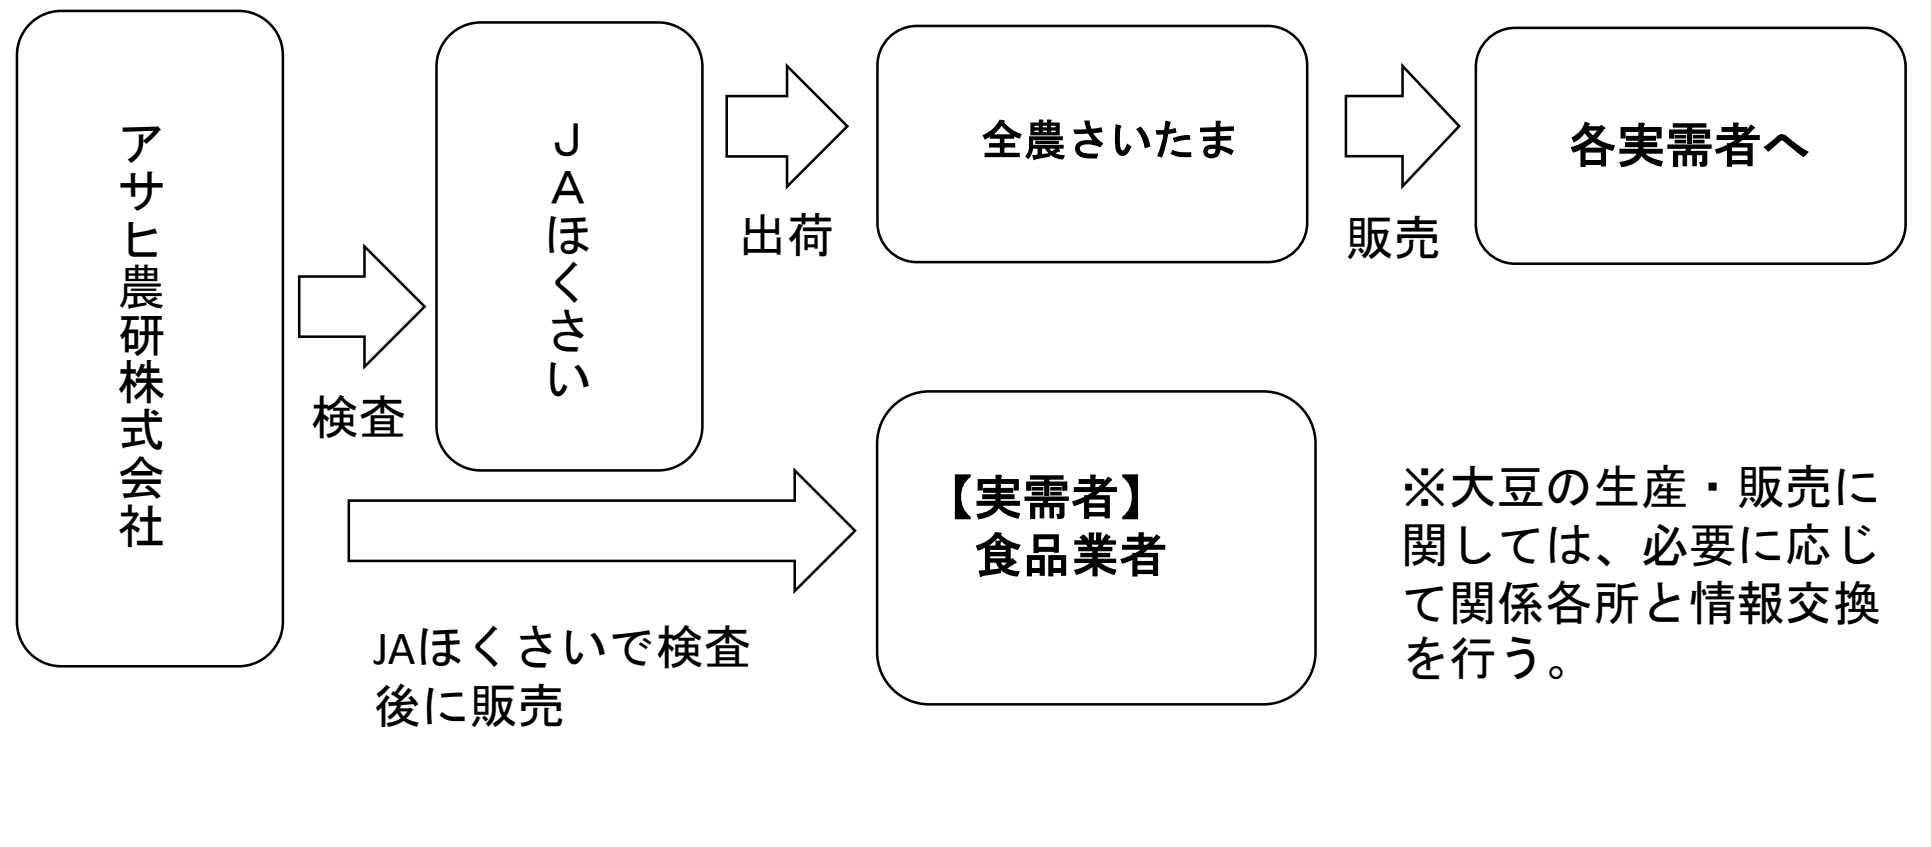 アサヒ農研株式会社
検査
ＪＡほくさい
出荷
全農さいたま
販売
各実需者へ
JAほくさいで検査
後に販売
【実需者】
食品業者
※大豆の生産・販売に
関しては、必要に応じ
て関係各所と情報交換
を行う。